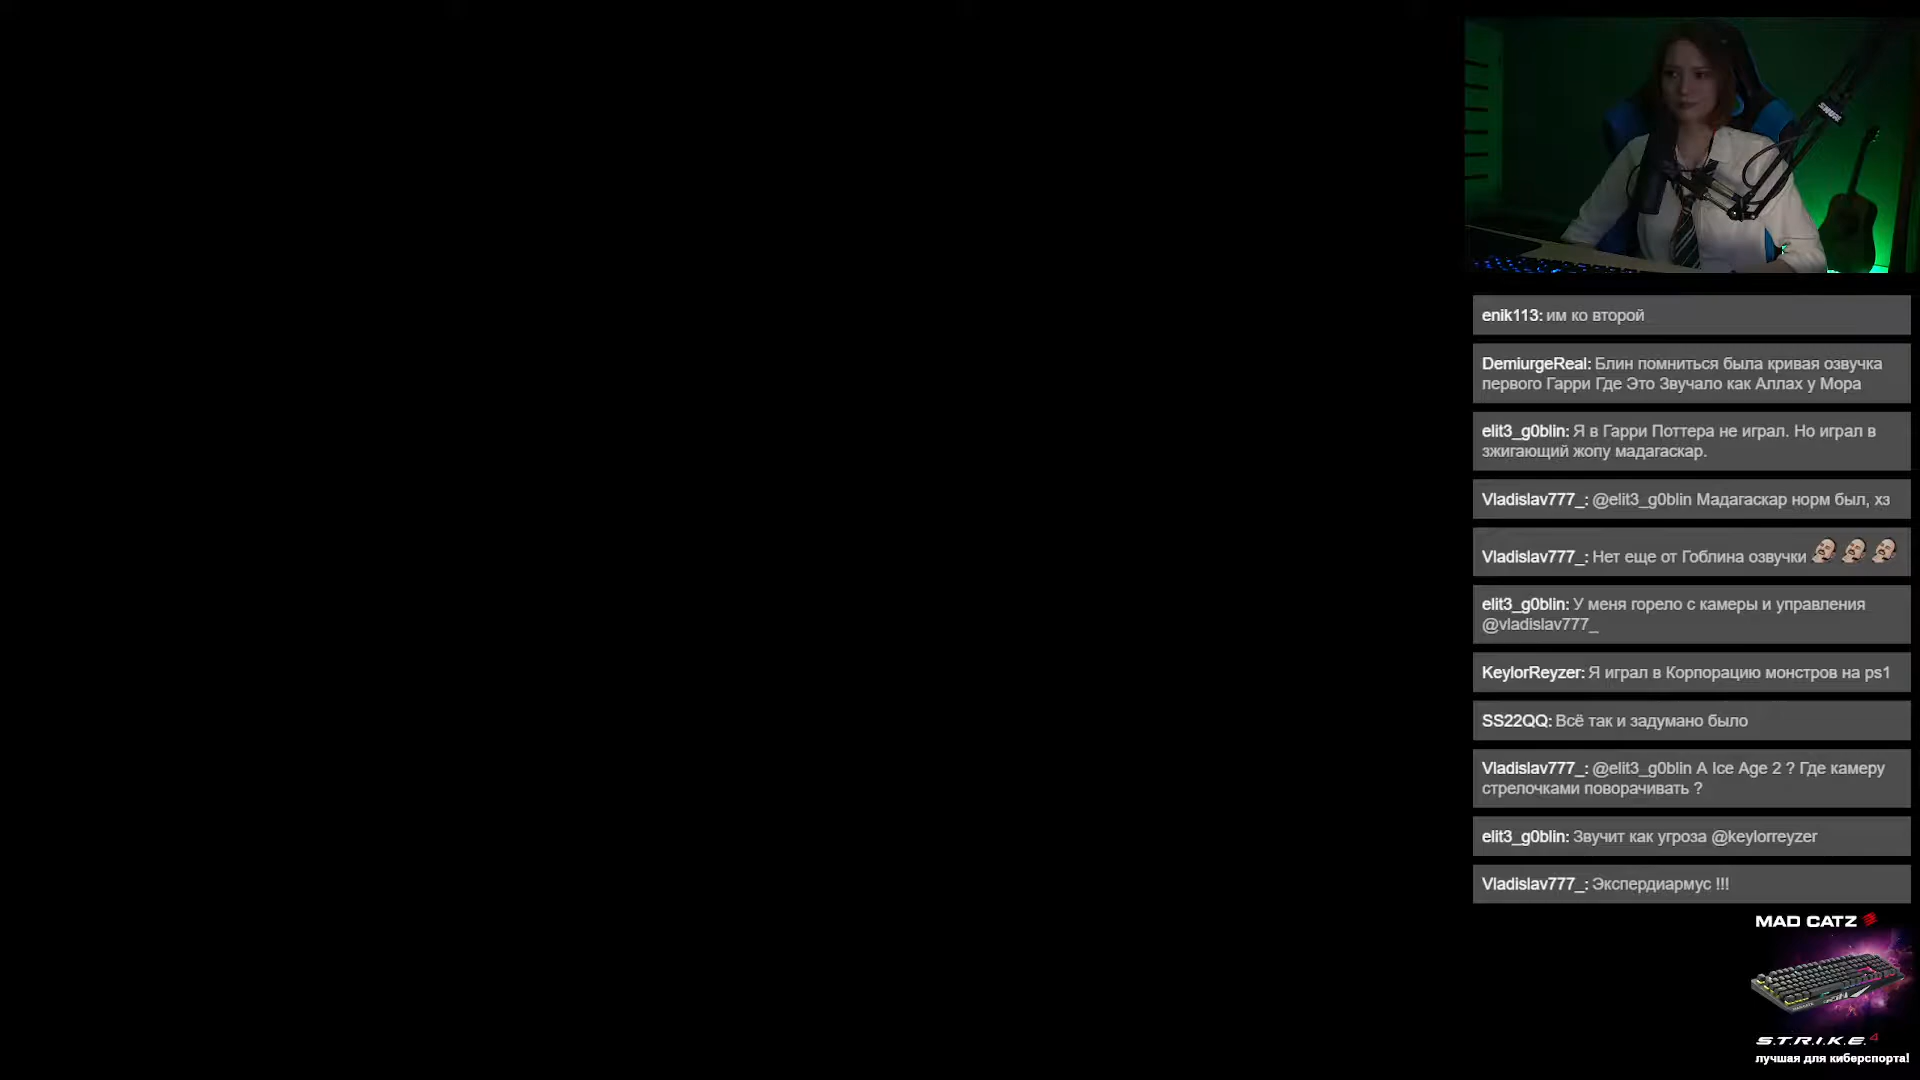 enik113: им ко второй
DemiurgeReal: Блин помниться была кривая озвучка
первого Гарри Где Это Звучало как Аллах у Мора
elit3_g0blin: Я в Гарри Поттера не играл. Но играл в
зжигающий жопу мадагаскар.
Vladislav777_: @elit3_g0blin Мадагаскар норм был, хз
Vladislav777_: Нет еще от Гоблина озвучки
elit3_g0blin: У меня горело с камеры и управления
@vladislav777_
KeylorReyzer: Я играл в Корпорацию монстров на ps1
SS22QQ: Всё так и задумано было
Vladislav777_: @elit3_g0blin А Ice Age 2 ? Где камеру
стрелочками поворачивать ?
elit3_g0blin: Звучит как угроза @keylorreyzer
Vladislav777_: Экспердиармус !!!
MAD CATZ
S.T.R.I.K.E. 4
лучшая для киберспорта!